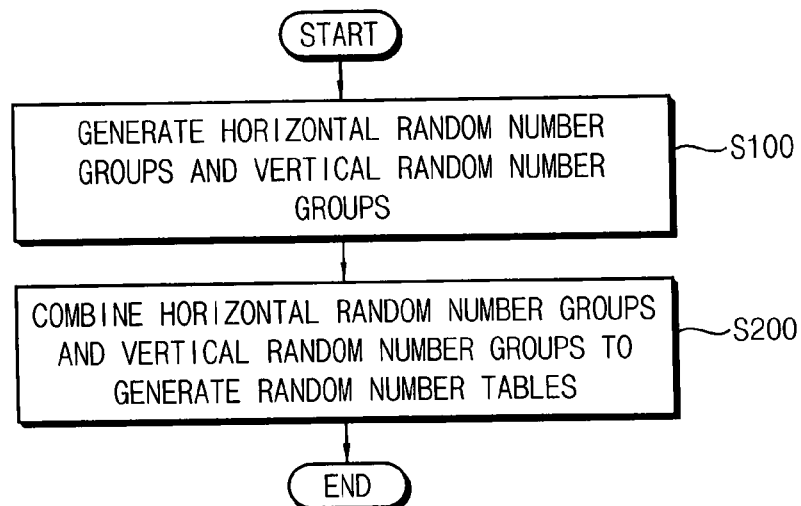 START
GENERATE HORIZONTAL RANDOM NUMBER
GROUPS AND VERTICAL RANDOM NUMBER
GROUPS
S100
COMBINE HORIZONTAL RANDOM NUMBER GROUPS
AND VERTICAL RANDOM NUMBER GROUPS TO
GENERATE RANDOM NUMBER TABLES
S200
END